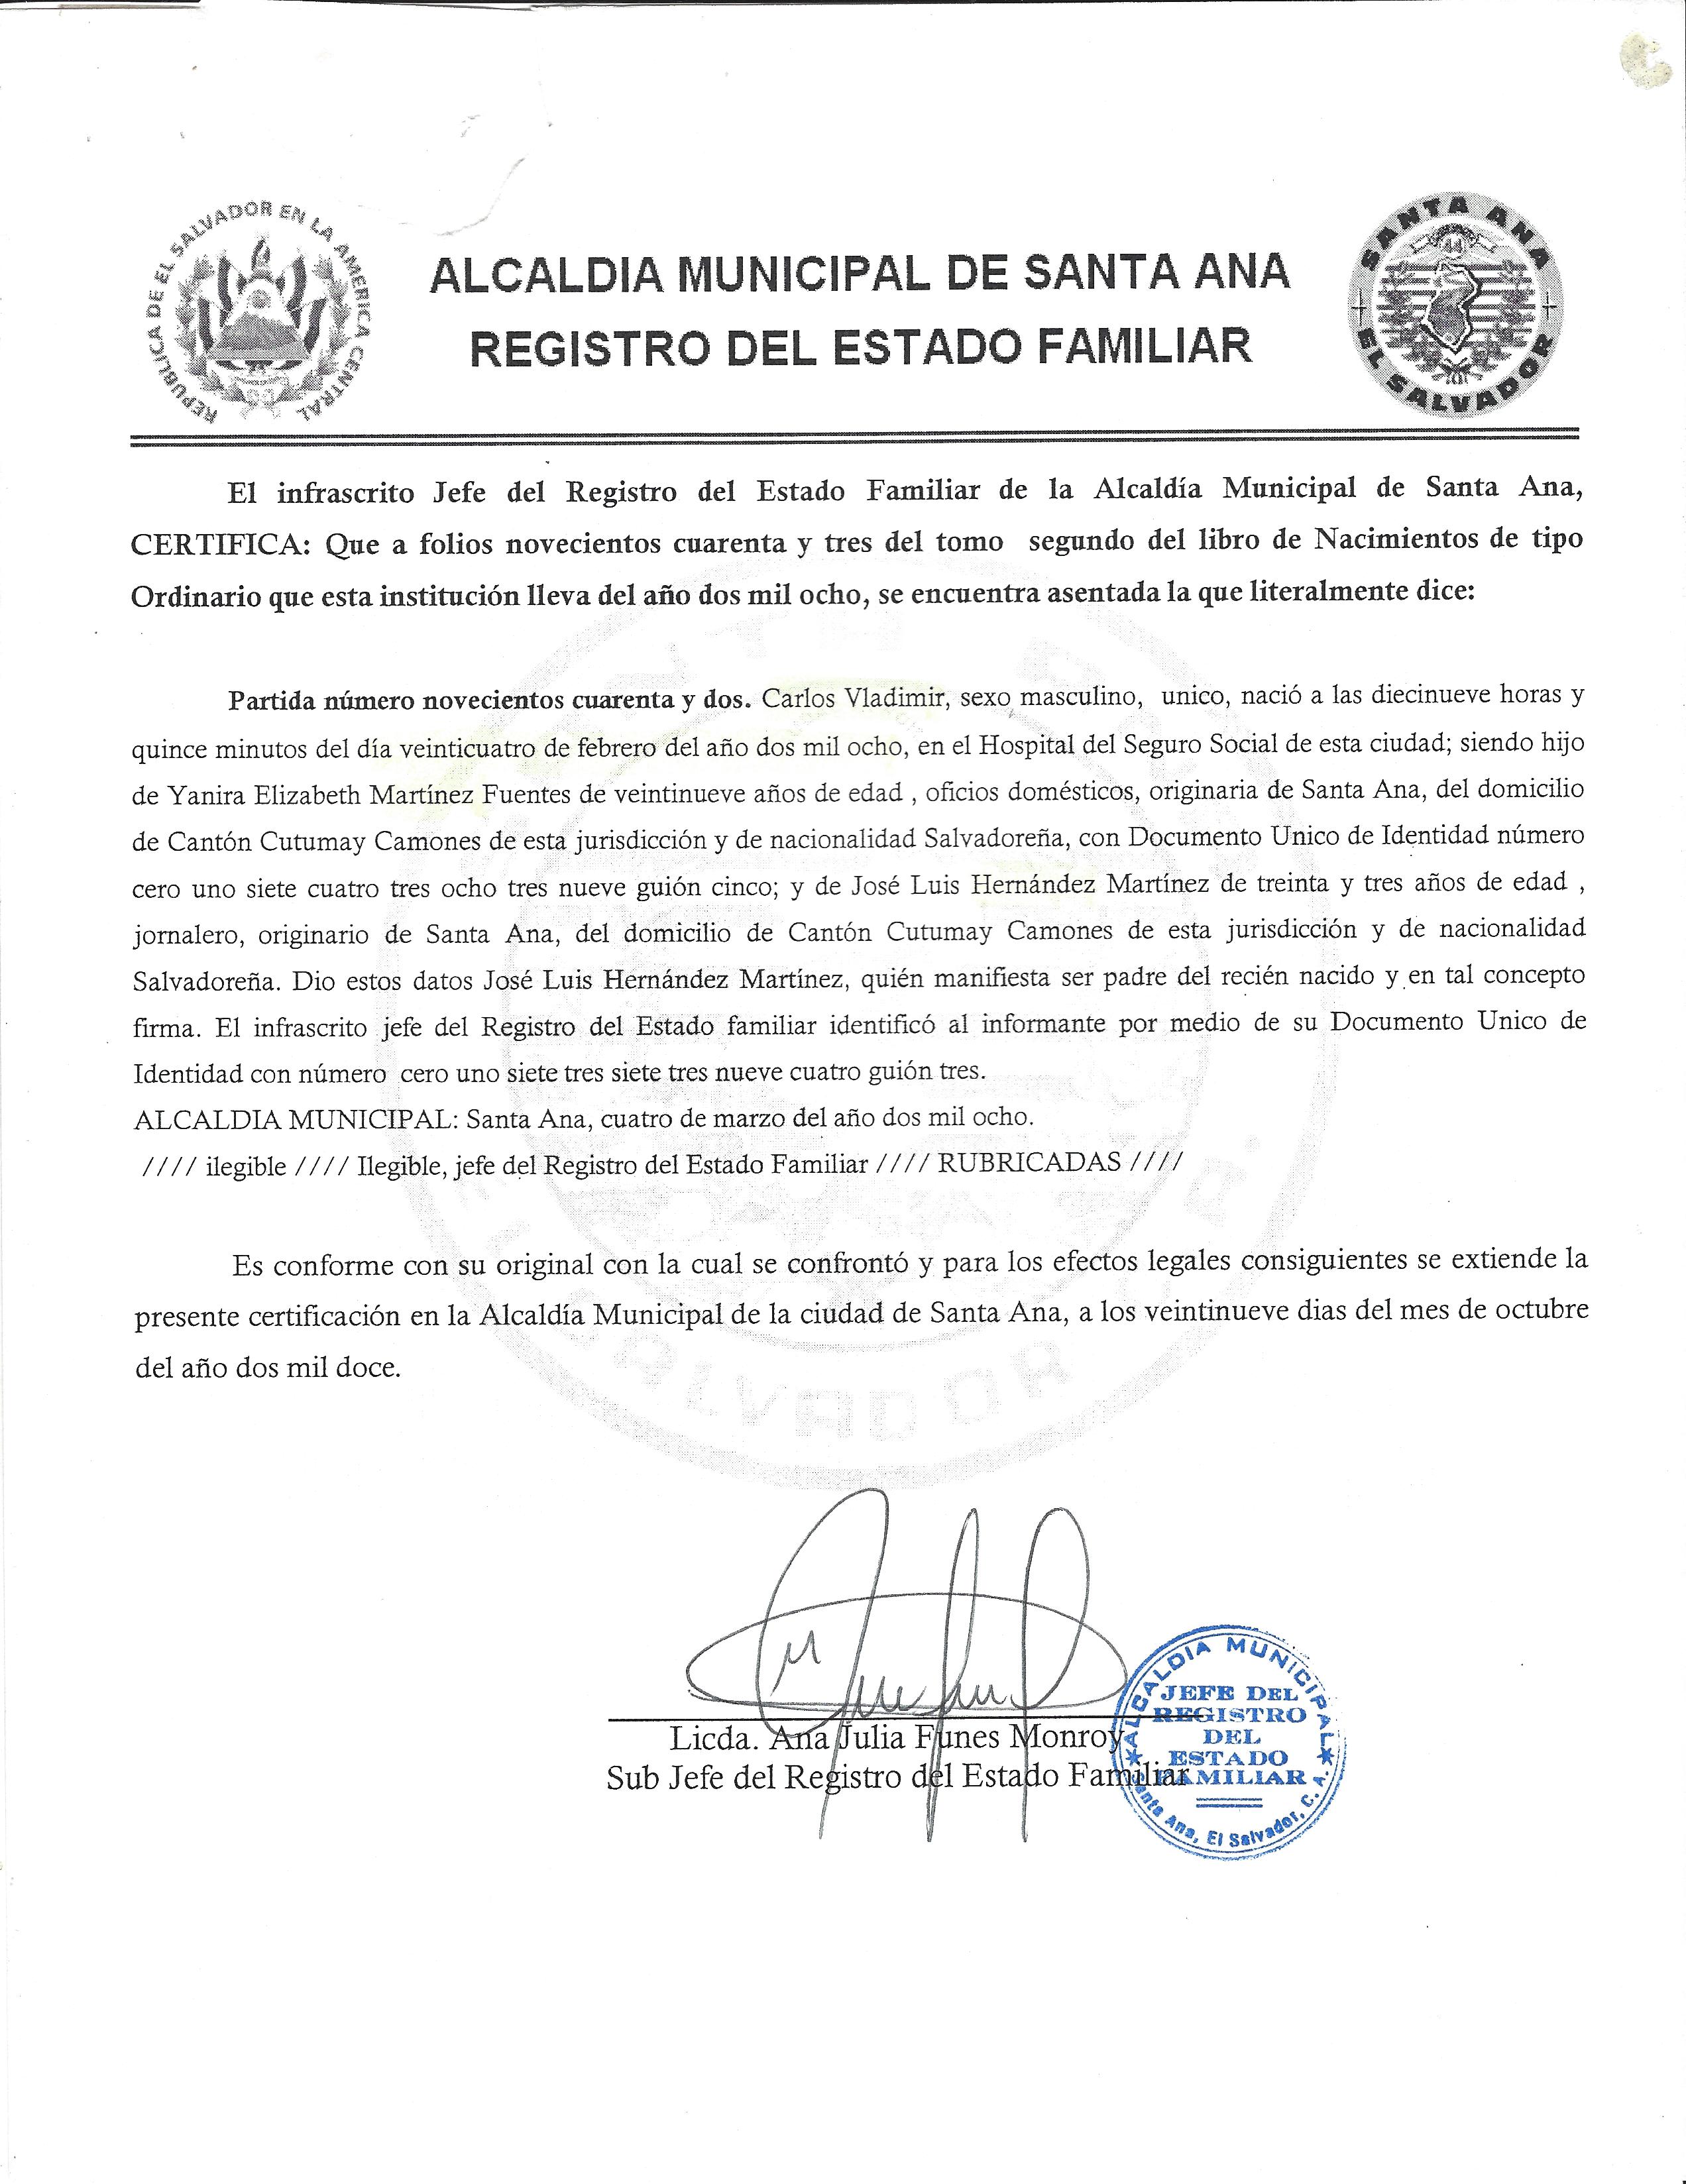 REPUBLICA DE EL SALVADOR EN LA AMERICA CENTRAL
ALCALDIA MUNICIPAL DE SANTA ANA
REGISTRO DEL ESTADO FAMILIAR
SANTA ANA
EL SALVADOR
El infrascrito Jefe del Registro del Estado Familiar de la Alcaldía Municipal de Santa Ana,
CERTIFICA: Que a folios novecientos cuarenta y tres del tomo segundo del libro de Nacimientos de tipo
Ordinario que esta institución lleva del año dos mil ocho, se encuentra asentada la que literalmente dice:
Partida número novecientos cuarenta y dos. Carlos Vladimir, sexo masculino, unico, nació a las diecinueve horas y
quince minutos del día veinticuatro de febrero del año dos mil ocho, en el Hospital del Seguro Social de esta ciudad; siendo hijo
de Yanira Elizabeth Martínez Fuentes de veintinueve años de edad , oficios domésticos, originaria de Santa Ana, del domicilio
de Cantón Cutumay Camones de esta jurisdicción y de nacionalidad Salvadoreña, con Documento Unico de Identidad número
cero uno siete cuatro tres ocho tres nueve guión cinco; y de José Luis Hernández Martínez de treinta y tres años de edad ,
jornalero, originario de Santa Ana, del domicilio de Cantón Cutumay Camones de esta jurisdicción y de nacionalidad
Salvadoreña. Dio estos datos José Luis Hernández Martínez, quién manifiesta ser padre del recién nacido y en tal concepto
firma. El infrascrito jefe del Registro del Estado familiar identificó al informante por medio de su Documento Unico de
Identidad con número cero uno siete tres siete tres nueve cuatro guión tres.
ALCALDIA MUNICIPAL: Santa Ana, cuatro de marzo del año dos mil ocho.
//// ilegible //// Ilegible, jefe del Registro del Estado Familiar //// RUBRICADAS ////
Es conforme con su original con la cual se confrontó y para los efectos legales consiguientes se extiende la
presente certificación en la Alcaldía Municipal de la ciudad de Santa Ana, a los veintinueve dias del mes de octubre
del año dos mil doce.
SALVADOR
Licda. Ana Julia Funes Monroy
Sub Jefe del Registro del Estado Familiar
ALCALDIA MUNICIPAL
JEFE DEL
REGISTRO
DEL
ESTADO
FAMILIAR
Santa Ana, El Salvador, C. A.